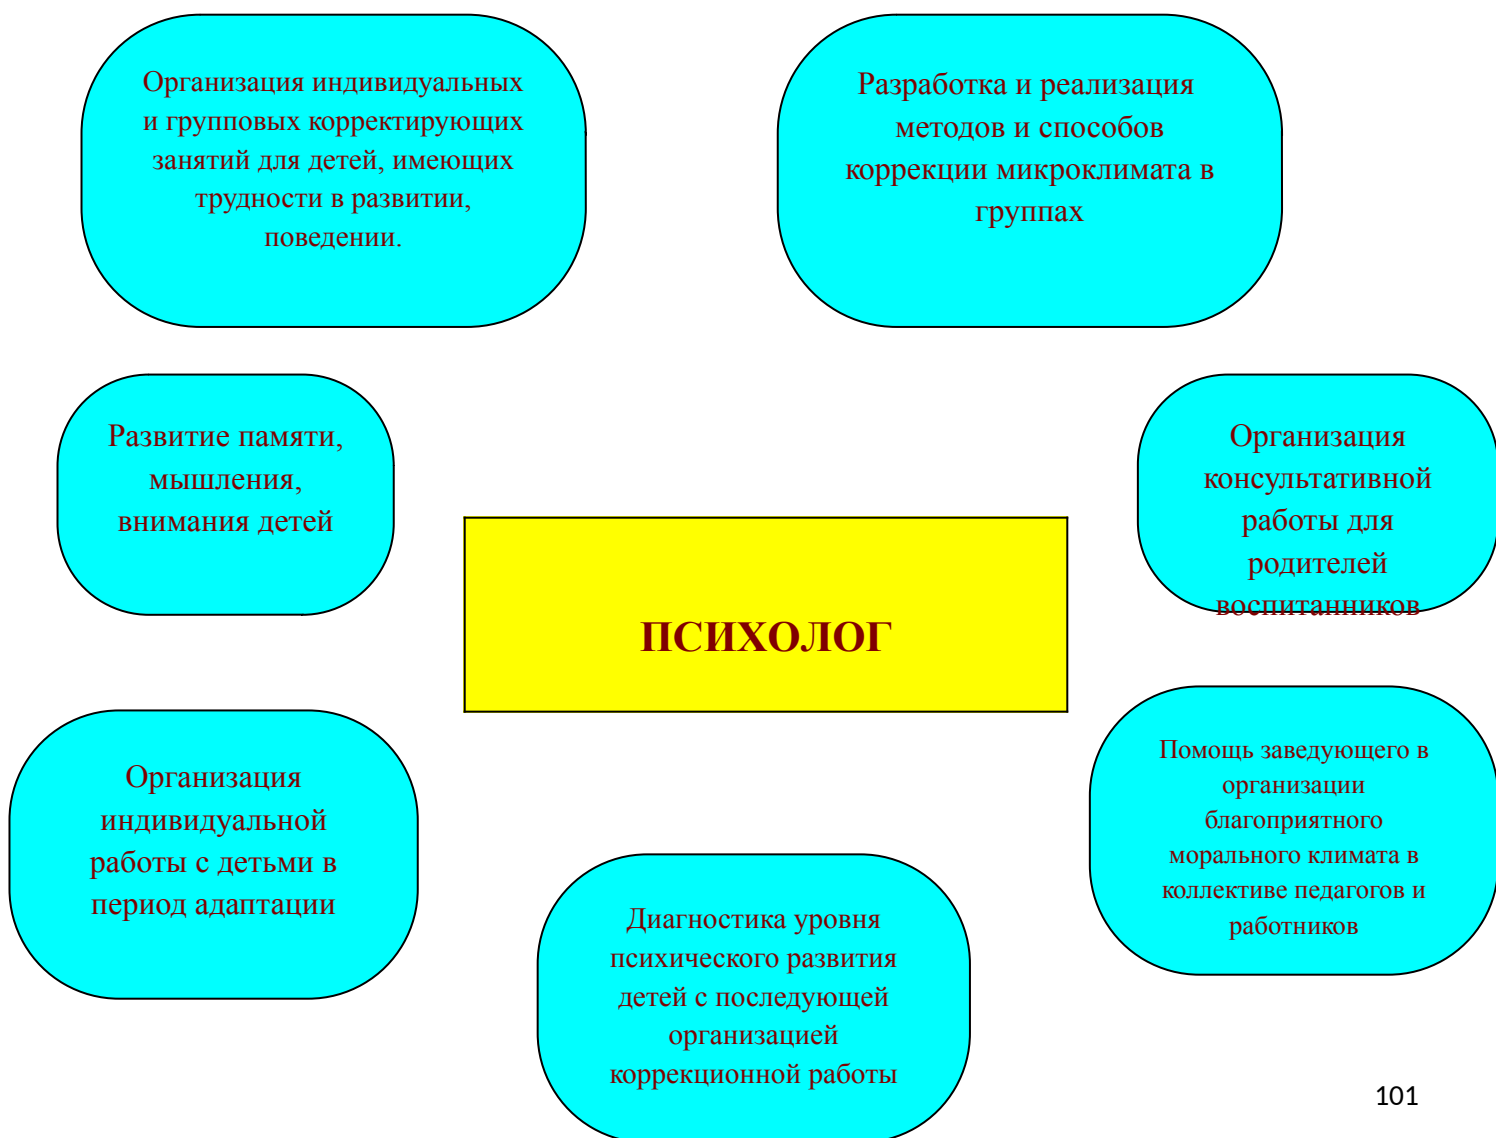 Организация индивидуальных
и групповых корректирующих
занятий для детей, имеющих
трудности в развитии,
поведении.
Разработка и реализация
методов и способов
коррекции микроклимата в
группах
Развитие памяти,
мышления,
внимания детей
Организация
консультативной
работы для
родителей
воспитанников
ПСИХОЛОГ
Организация
индивидуальной
работы с детьми в
период адаптации
Помощь заведующего в
организации
благоприятного
морального климата в
коллективе педагогов и
работников
Диагностика уровня
психического развития
детей с последующей
организацией
коррекционной работы
101